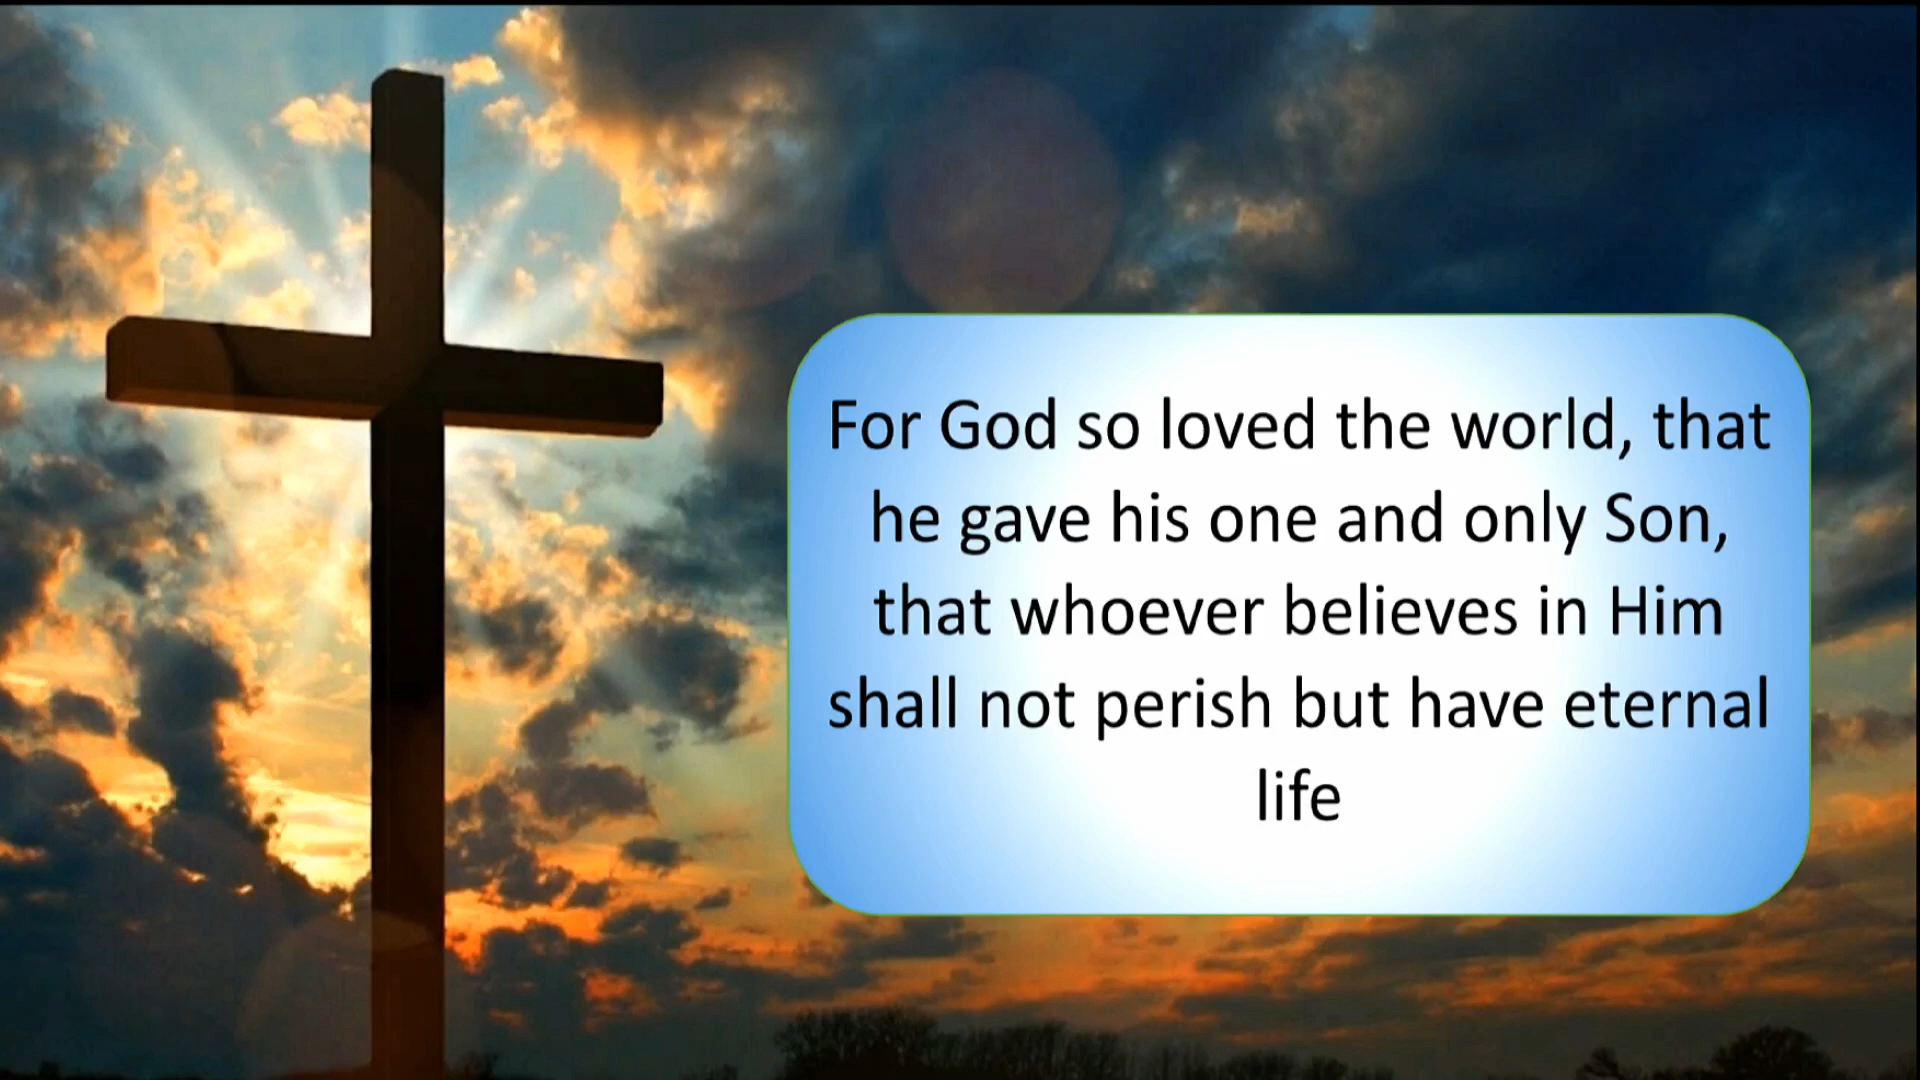 For God so loved the world, that
he gave his one and only Son,
that whoever believes in Him
shall not perish but have eternal
life